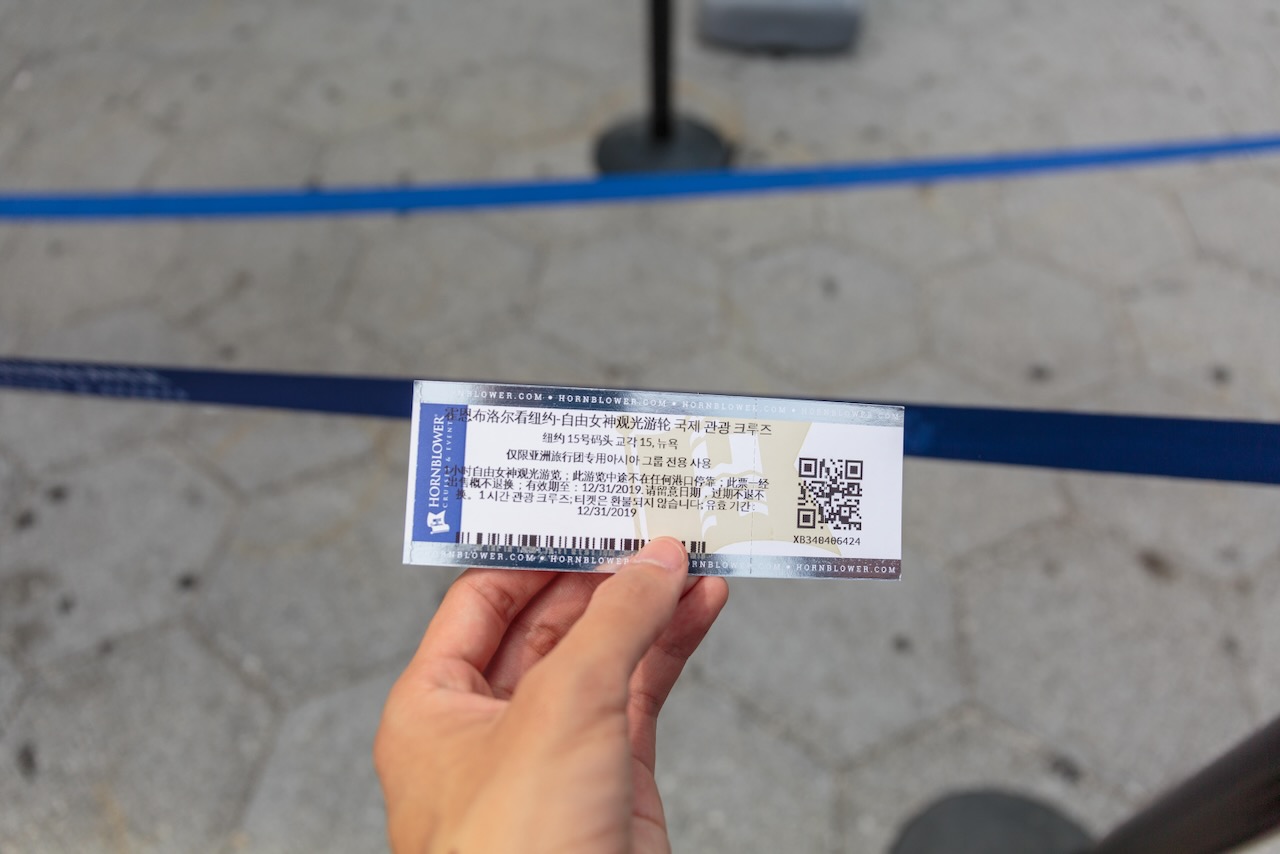 NBLOWER.COM • HORNBLOWER.COM • HORNBLOWER.COM • HORNBLOWER.COM
HORNBLOWER
CRUISES & EVENTS
恩布洛尔看纽约-自由女神观光游轮 국제 관광 크루즈
纽约 15号码头 교각 15, 뉴욕
仅限亚洲旅行团专用아시아 그룹 전용 사용
小时自由女神观光游览；此游览中途不在任何港口停靠；此票一经
出售概不退换；有效期至：12/31/2019.请留意日期，过期不退不
换。1 시간 관광 크루즈; 티켓은 환불되지 않습니다; 유효 기간 :
12/31/2019
XB340406424
HORNBLOWER.COM • HORNBLOWER. RNBLOWER.COM • HORNBLOWER.COM